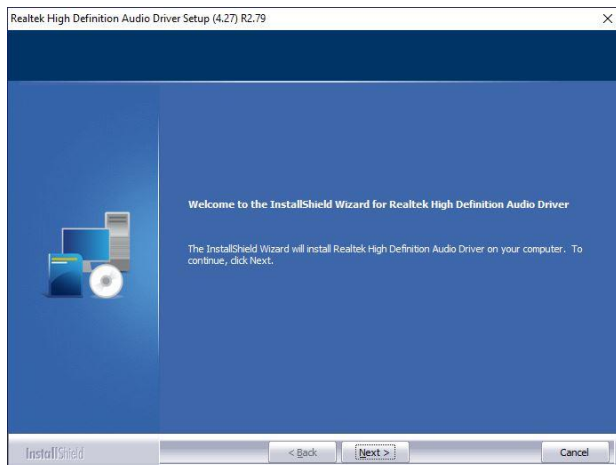 Realtek High Definition Audio Driver Setup (4.27) R2.79
Welcome to the InstallShield Wizard for Realtek High Definition Audio Driver
The InstallShield Wizard will install Realtek High Definition Audio Driver on your computer. To
continue, click Next.
InstallShield
< Back
Next >
Cancel